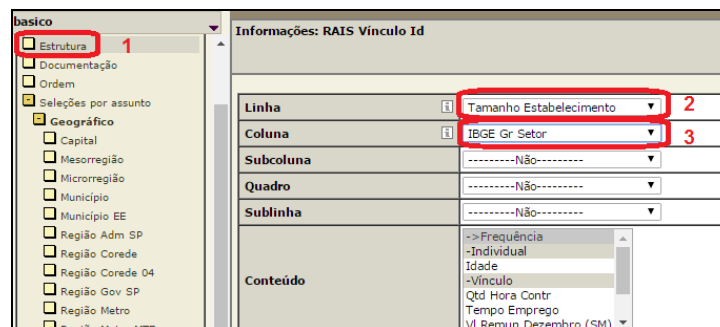 basico
Estrutura 1
Documentação
Ordem
Seleções por assunto
Geográfico
Capital
Mesorregião
Microrregião
Município
Município EE
Região Adm SP
Região Corede
Região Corede 04
Região Gov SP
Região Metro
Informações: RAIS Vínculo Id
Linha i Tamanho Estabelecimento 2
Coluna i IBGE Gr Setor 3
Subcoluna ---------Não---------
Quadro ---------Não---------
Sublinha ---------Não---------
Conteúdo
->Frequência
-Individual
Idade
-Vínculo
Qtd Hora Contr
Tempo Emprego
Vl Remun Dezembro (SM)